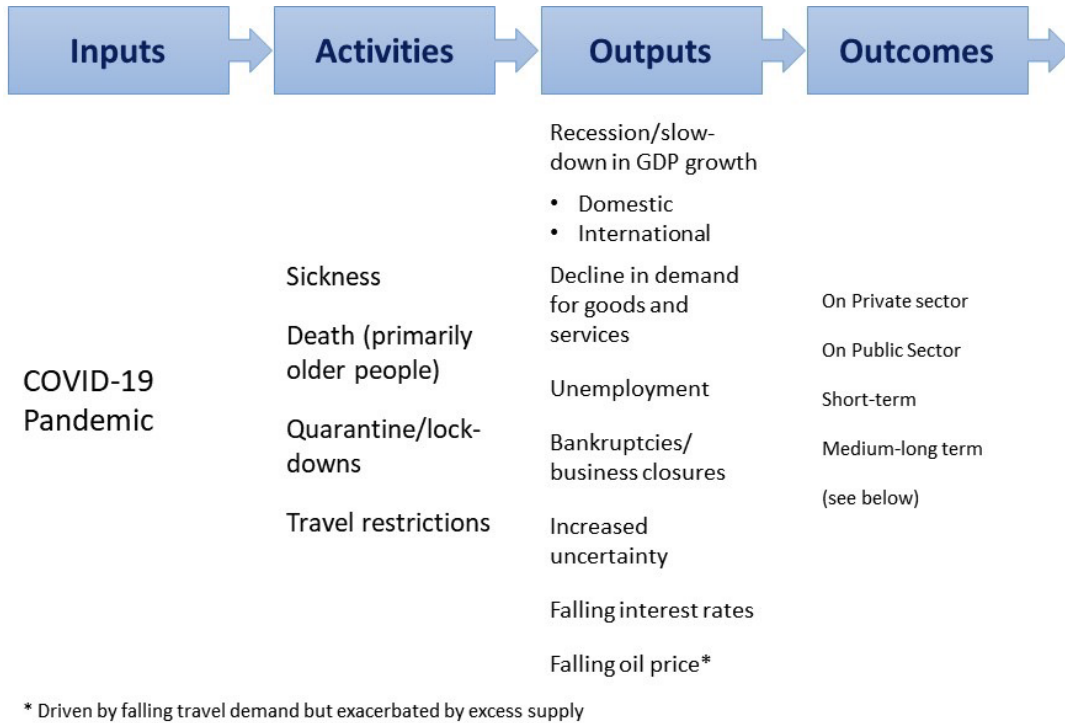 Inputs
Activities
Outputs
Outcomes
COVID-19
Pandemic
Sickness
Death (primarily
older people)
Quarantine/lock-
downs
Travel restrictions
Recession/slow-
down in GDP growth
• Domestic
• International
Decline in demand
for goods and
services
Unemployment
Bankruptcies/
business closures
Increased
uncertainty
Falling interest rates
Falling oil price*
On Private sector
On Public Sector
Short-term
Medium-long term
(see below)
* Driven by falling travel demand but exacerbated by excess supply